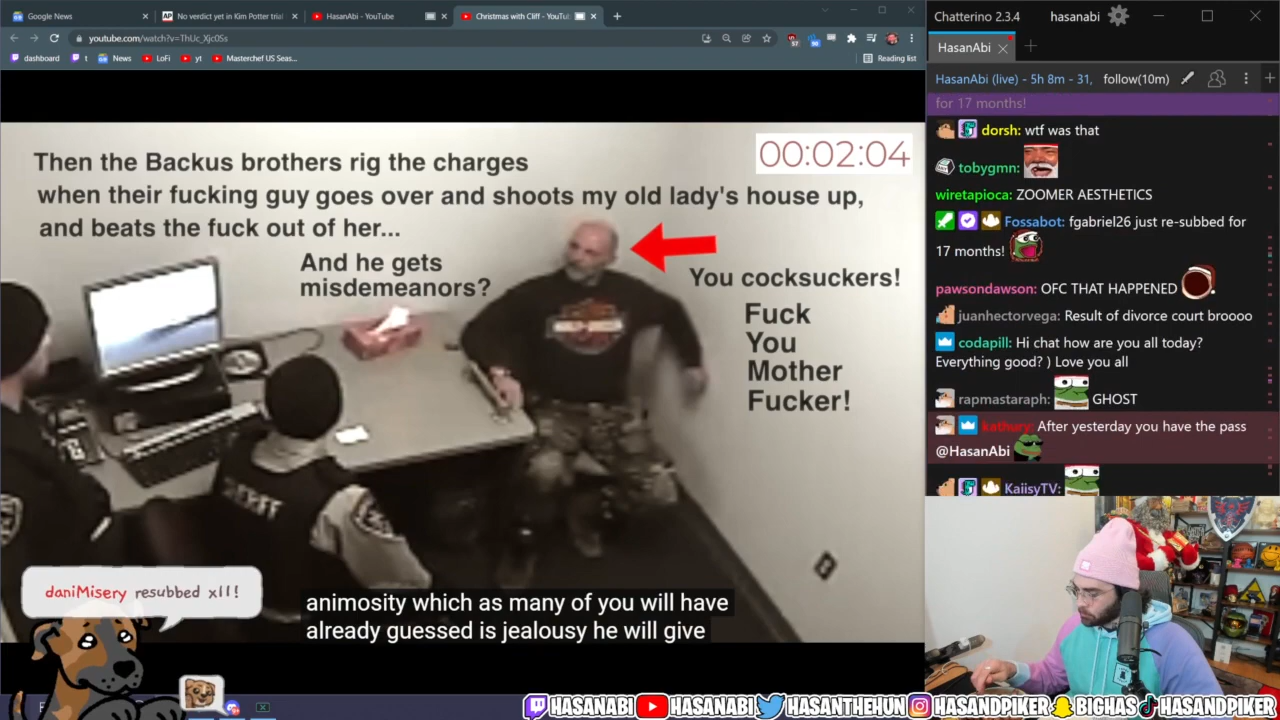 Google News
No verdict yet in Kim Potter trial
HasanAbi - YouTube
Christmas with Cliff - YouTub
youtube.com/watch?v=ThUc_Xjc0Ss
dashboard
t
News
LoFi
yt
Masterchef US Seas...
Reading list
Then the Backus brothers rig the charges
when their fucking guy goes over and shoots my old lady's house up,
and beats the fuck out of her...
00:02:04
And he gets
misdemeanors?
You cocksuckers!
Fuck
You
Mother
Fucker!
animosity which as many of you will have
already guessed is jealousy he will give
daniMisery resubbed x11!
Chatterino 2.3.4
hasanabi
HasanAbi
HasanAbi (live) - 5h 8m - 31,
follow(10m)
for 17 months!
dorsh: wtf was that
tobygmn:
wiretapioca: ZOOMER AESTHETICS
Fossabot: fgabriel26 just re-subbed for
17 months!
pawsondawson: OFC THAT HAPPENED
juanhectorvega: Result of divorce court broooo
codapill: Hi chat how are you all today?
Everything good? ) Love you all
rapmastaraph: GHOST
kathury: After yesterday you have the pass
@HasanAbi
KaiisyTV:
HASANABI
HASANABI
HASANTHEHUN
HASANDPIKER
BIGHAS
HASANDPIKER